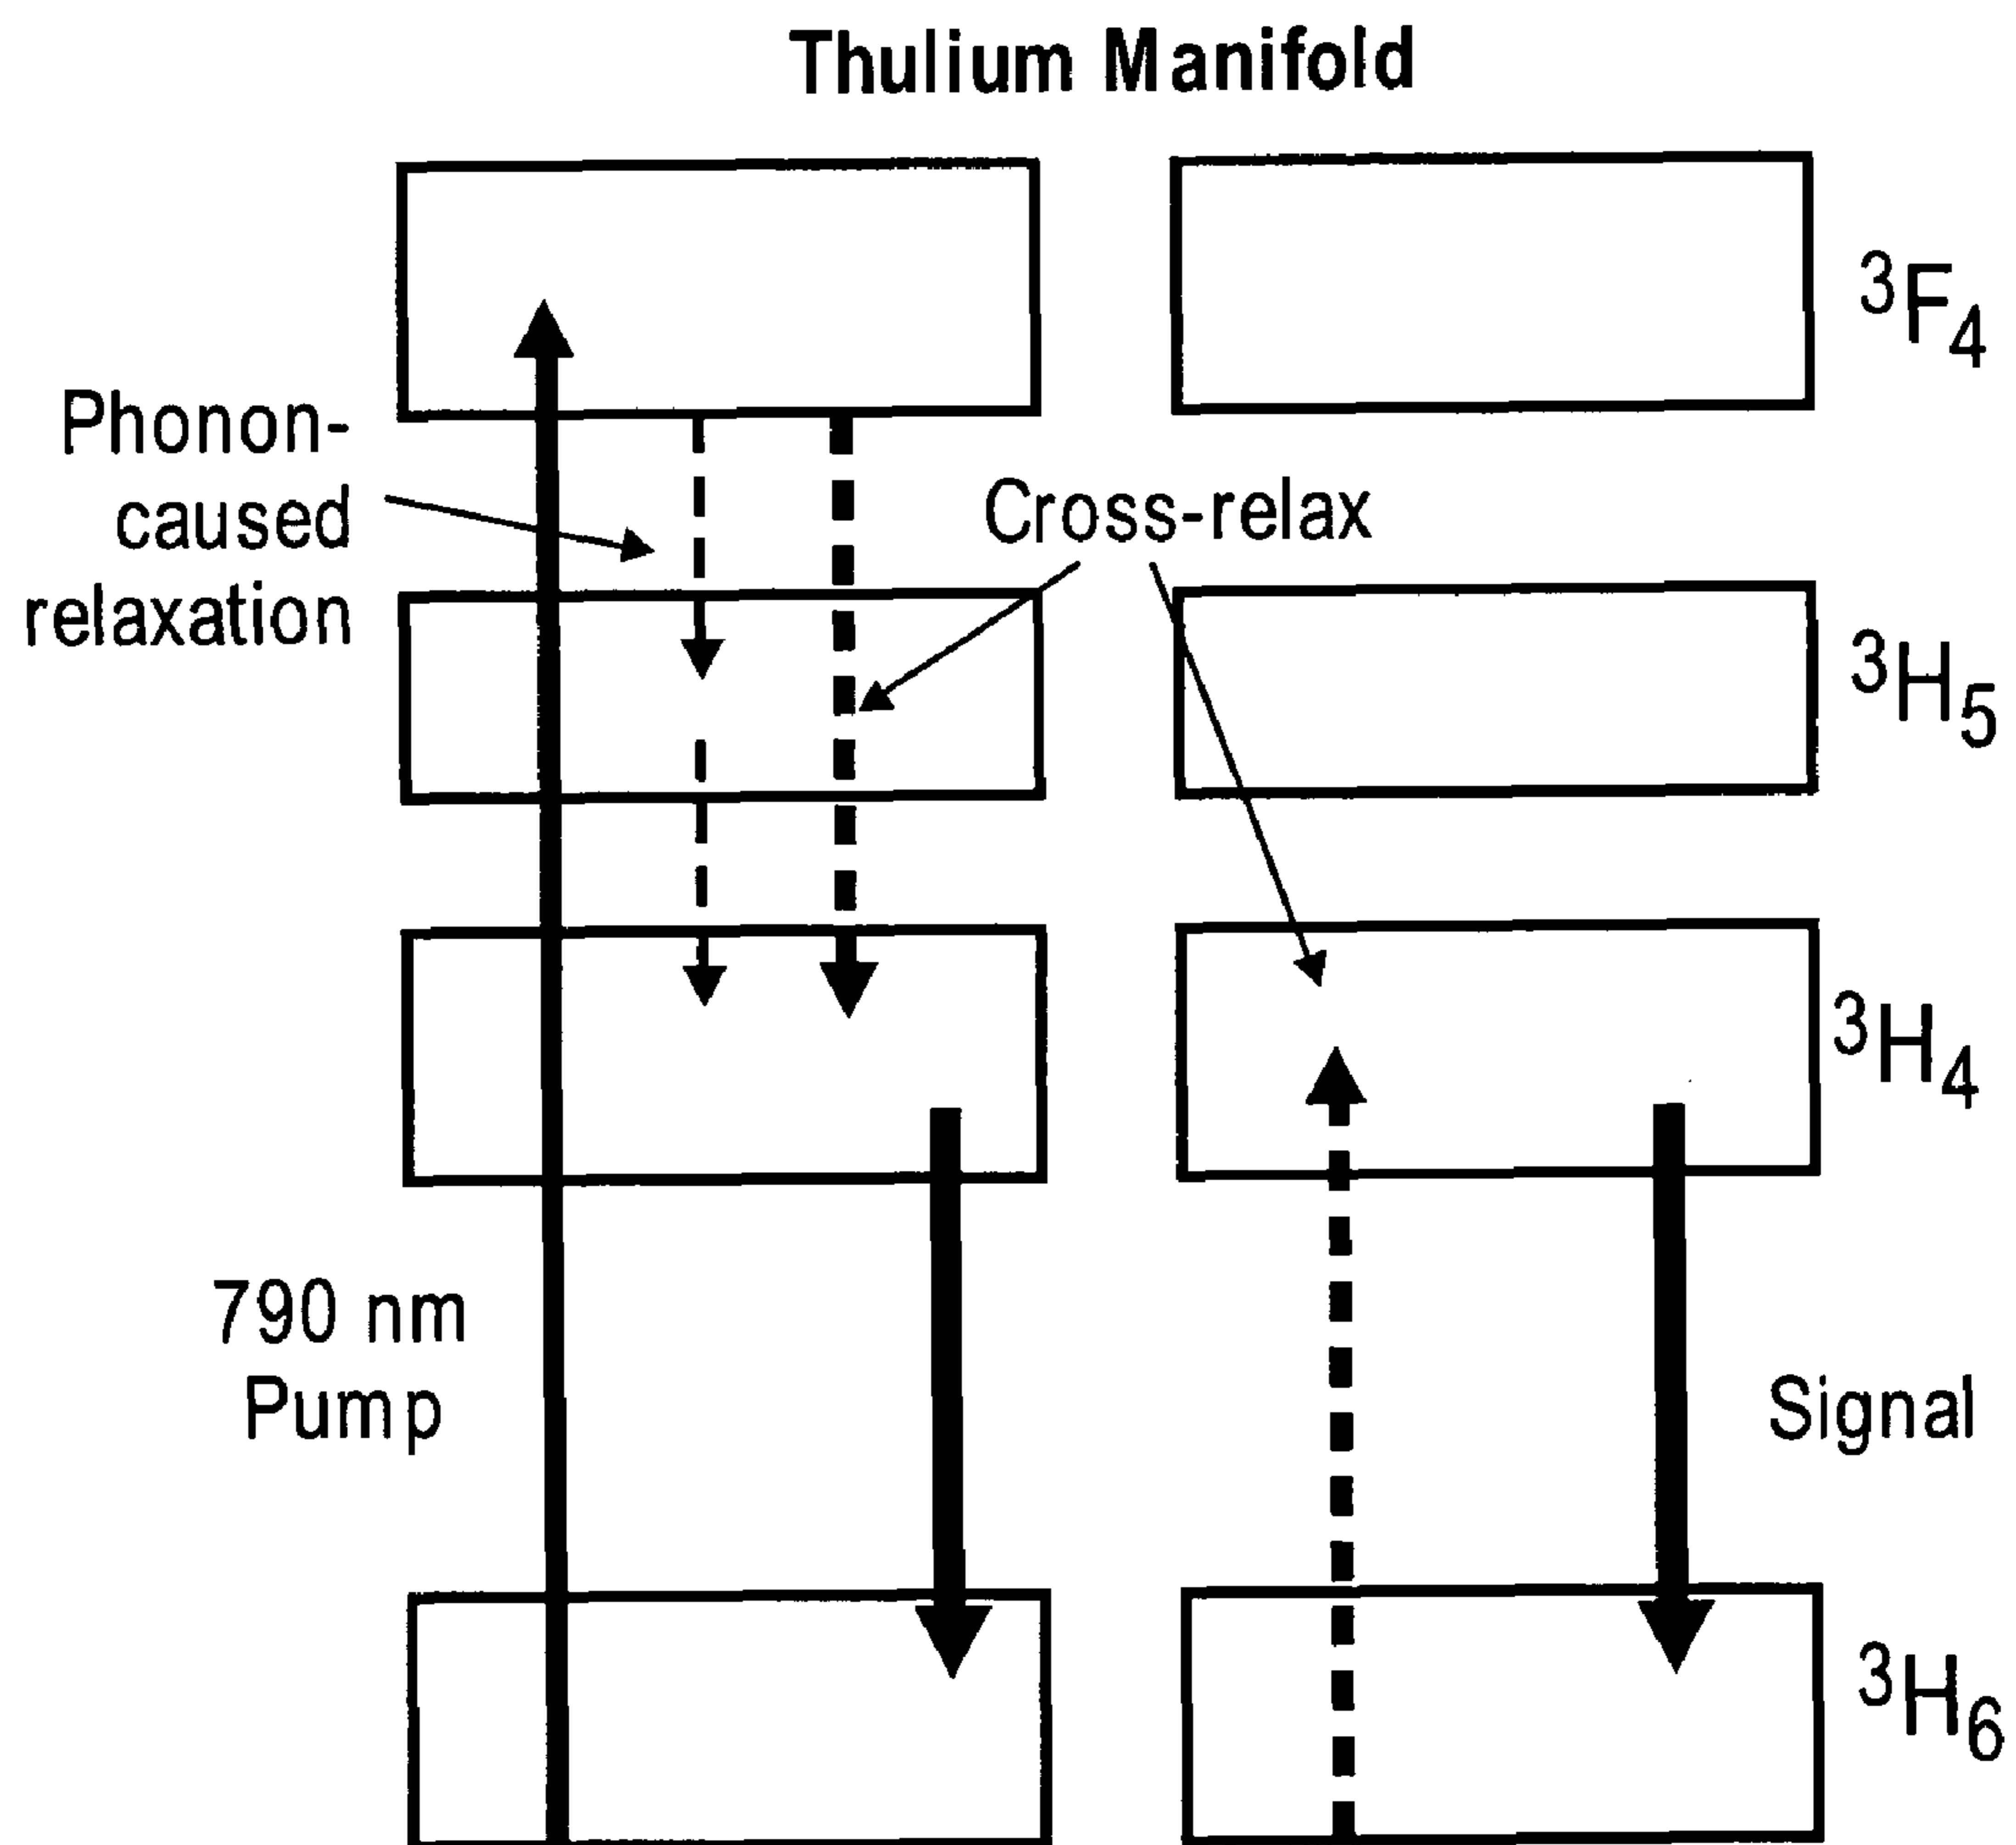 Thulium Manifold
³F₄
Phonon-
caused
relaxation
Cross-relax
³H₅
³H₄
790 nm
Pump
Signal
³H₆